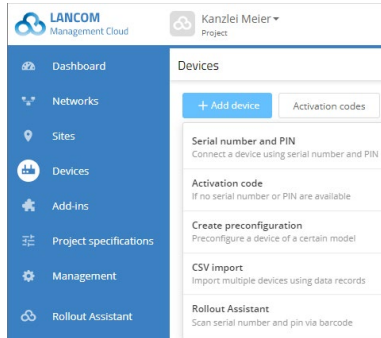 LANCOM
Management Cloud
Kanzlei Meier
Project
Dashboard
Networks
Sites
Devices
Add-ins
Project specifications
Management
Rollout Assistant
Devices
+ Add device
Activation codes
Serial number and PIN
Connect a device using serial number and PIN
Activation code
If no serial number or PIN are available
Create preconfiguration
Preconfigure a device of a certain model
CSV import
Import multiple devices using data records
Rollout Assistant
Scan serial number and pin via barcode